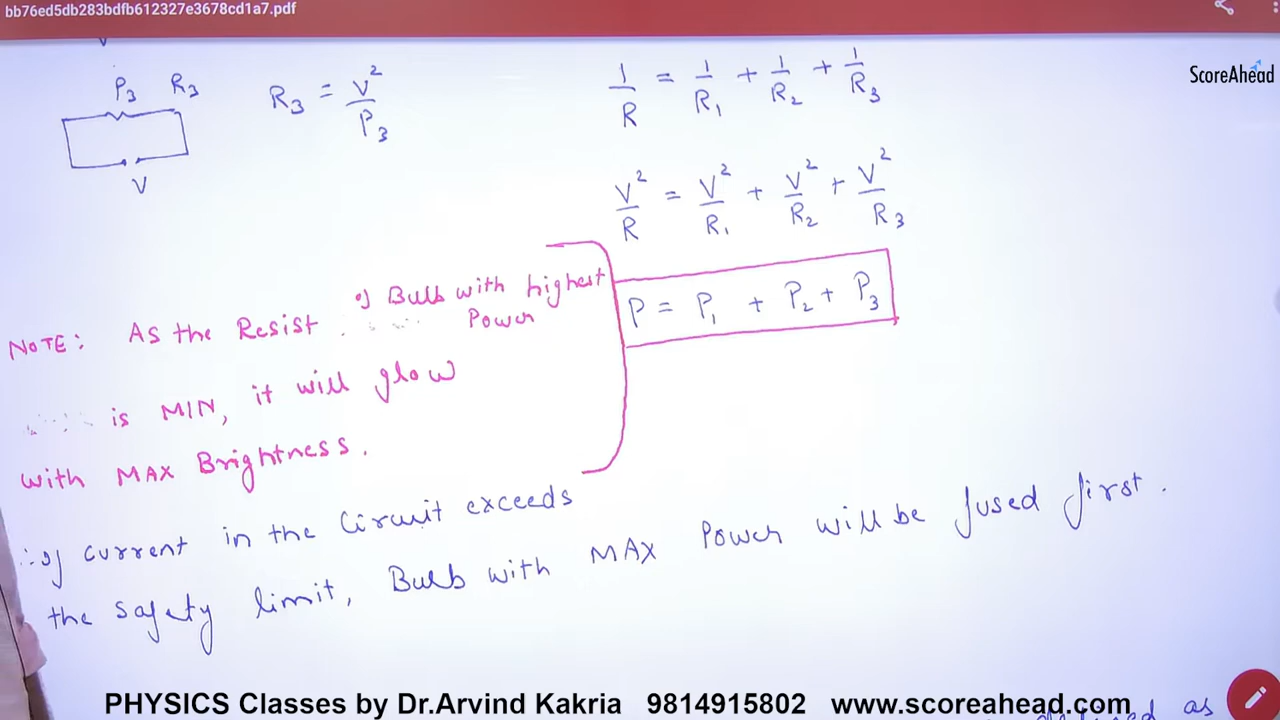 bb76ed5db283bdfb612327e3678cd1a7.pdf
ScoreAhead
V
P3 R3
R3 = V²/P3
V
1/R = 1/R1 + 1/R2 + 1/R3
V²/R = V²/R1 + V²/R2 + V²/R3
P = P1 + P2 + P3
of Bulb with highest
NOTE: As the Resist Power
is MIN, it will glow
with MAX Brightness.
∴ If current in the Circuit exceeds
the safety limit, Bulb with MAX Power will be fused first.
as
PHYSICS Classes by Dr.Arvind Kakria 9814915802 www.scoreahead.com